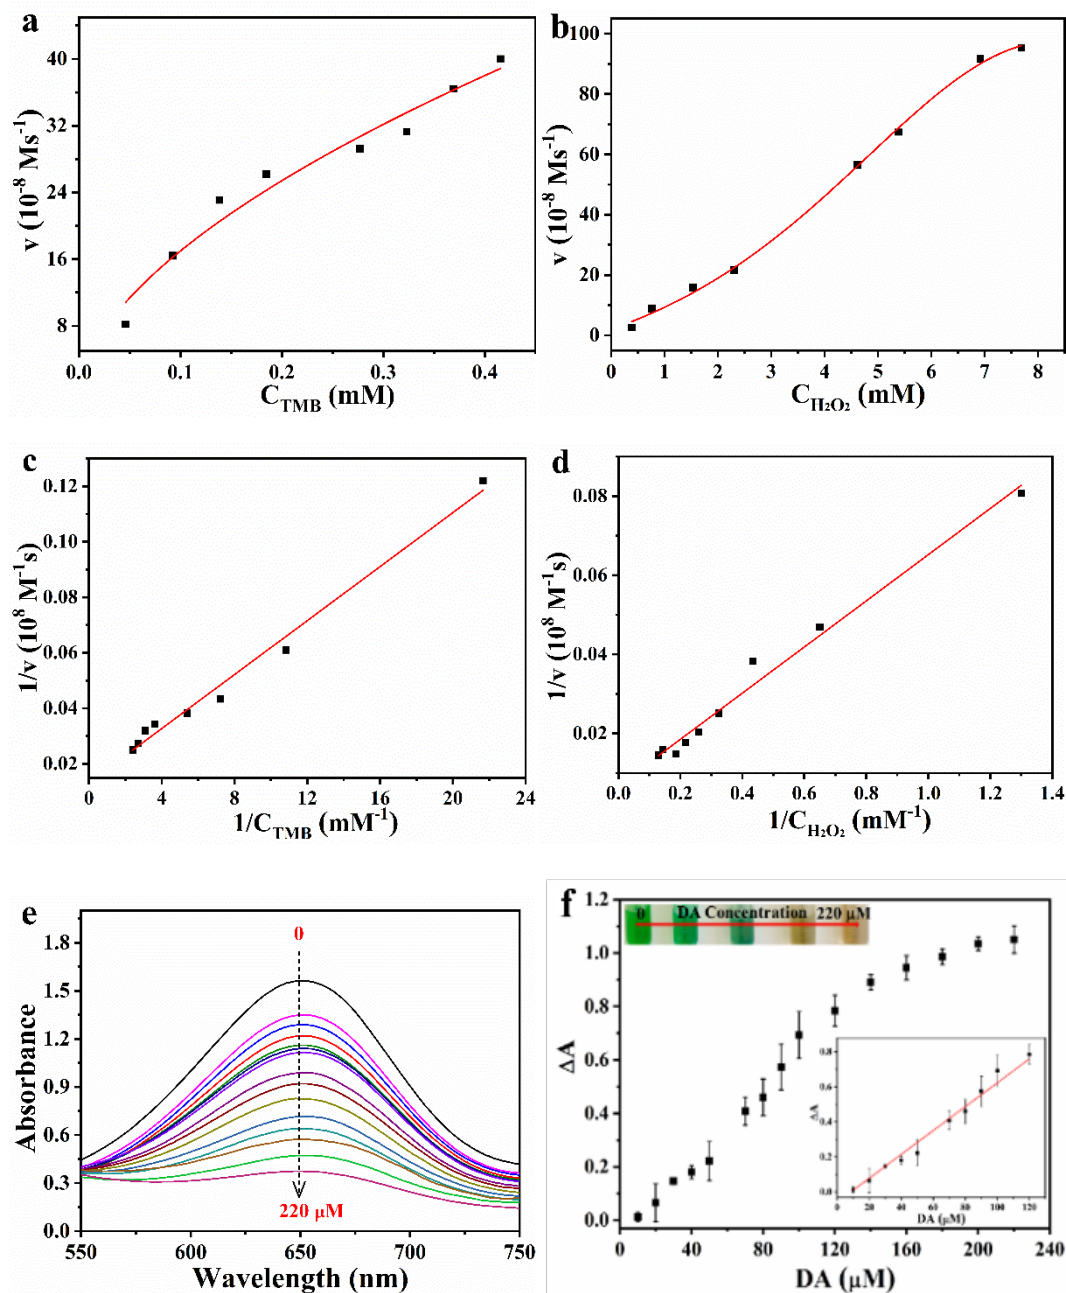 a
40
32
24
16
8
v (10⁻⁸ Ms⁻¹)
0.0 0.1 0.2 0.3 0.4
C_TMB (mM)
b
100
80
60
40
20
0
v (10⁻⁸ Ms⁻¹)
0 1 2 3 4 5 6 7 8
C_H₂O₂ (mM)
c
0.12
0.10
0.08
0.06
0.04
0.02
1/v (10⁸ M⁻¹s)
0 4 8 12 16 20 24
1/C_TMB (mM⁻¹)
d
0.08
0.06
0.04
0.02
1/v (10⁸ M⁻¹s)
0.0 0.2 0.4 0.6 0.8 1.0 1.2 1.4
1/C_H₂O₂ (mM⁻¹)
e
1.8
1.5
1.2
0.9
0.6
0.3
0.0
Absorbance
0
220 μM
550 600 650 700 750
Wavelength (nm)
f
1.2
1.0
0.8
0.6
0.4
0.2
0.0
ΔA
0 DA Concentration 220 μM
0.8
0.6
0.4
0.2
0.0
ΔA
0 20 40 60 80 100 120
DA (μM)
0 40 80 120 160 200 240
DA (μM)